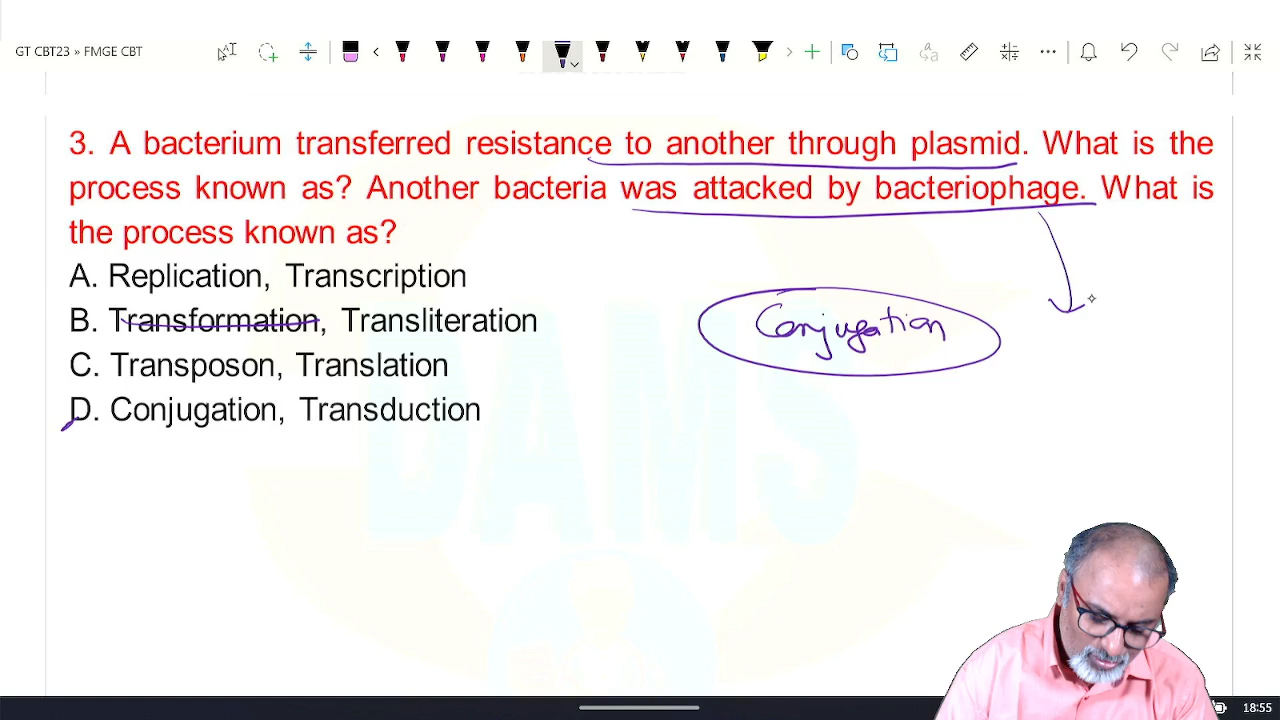 GT CBT23 » FMGE CBT
3. A bacterium transferred resistance to another through plasmid. What is the
process known as? Another bacteria was attacked by bacteriophage. What is
the process known as?
A. Replication, Transcription
B. Transformation, Transliteration
C. Transposon, Translation
D. Conjugation, Transduction
Conjugation
DAMS
18:55